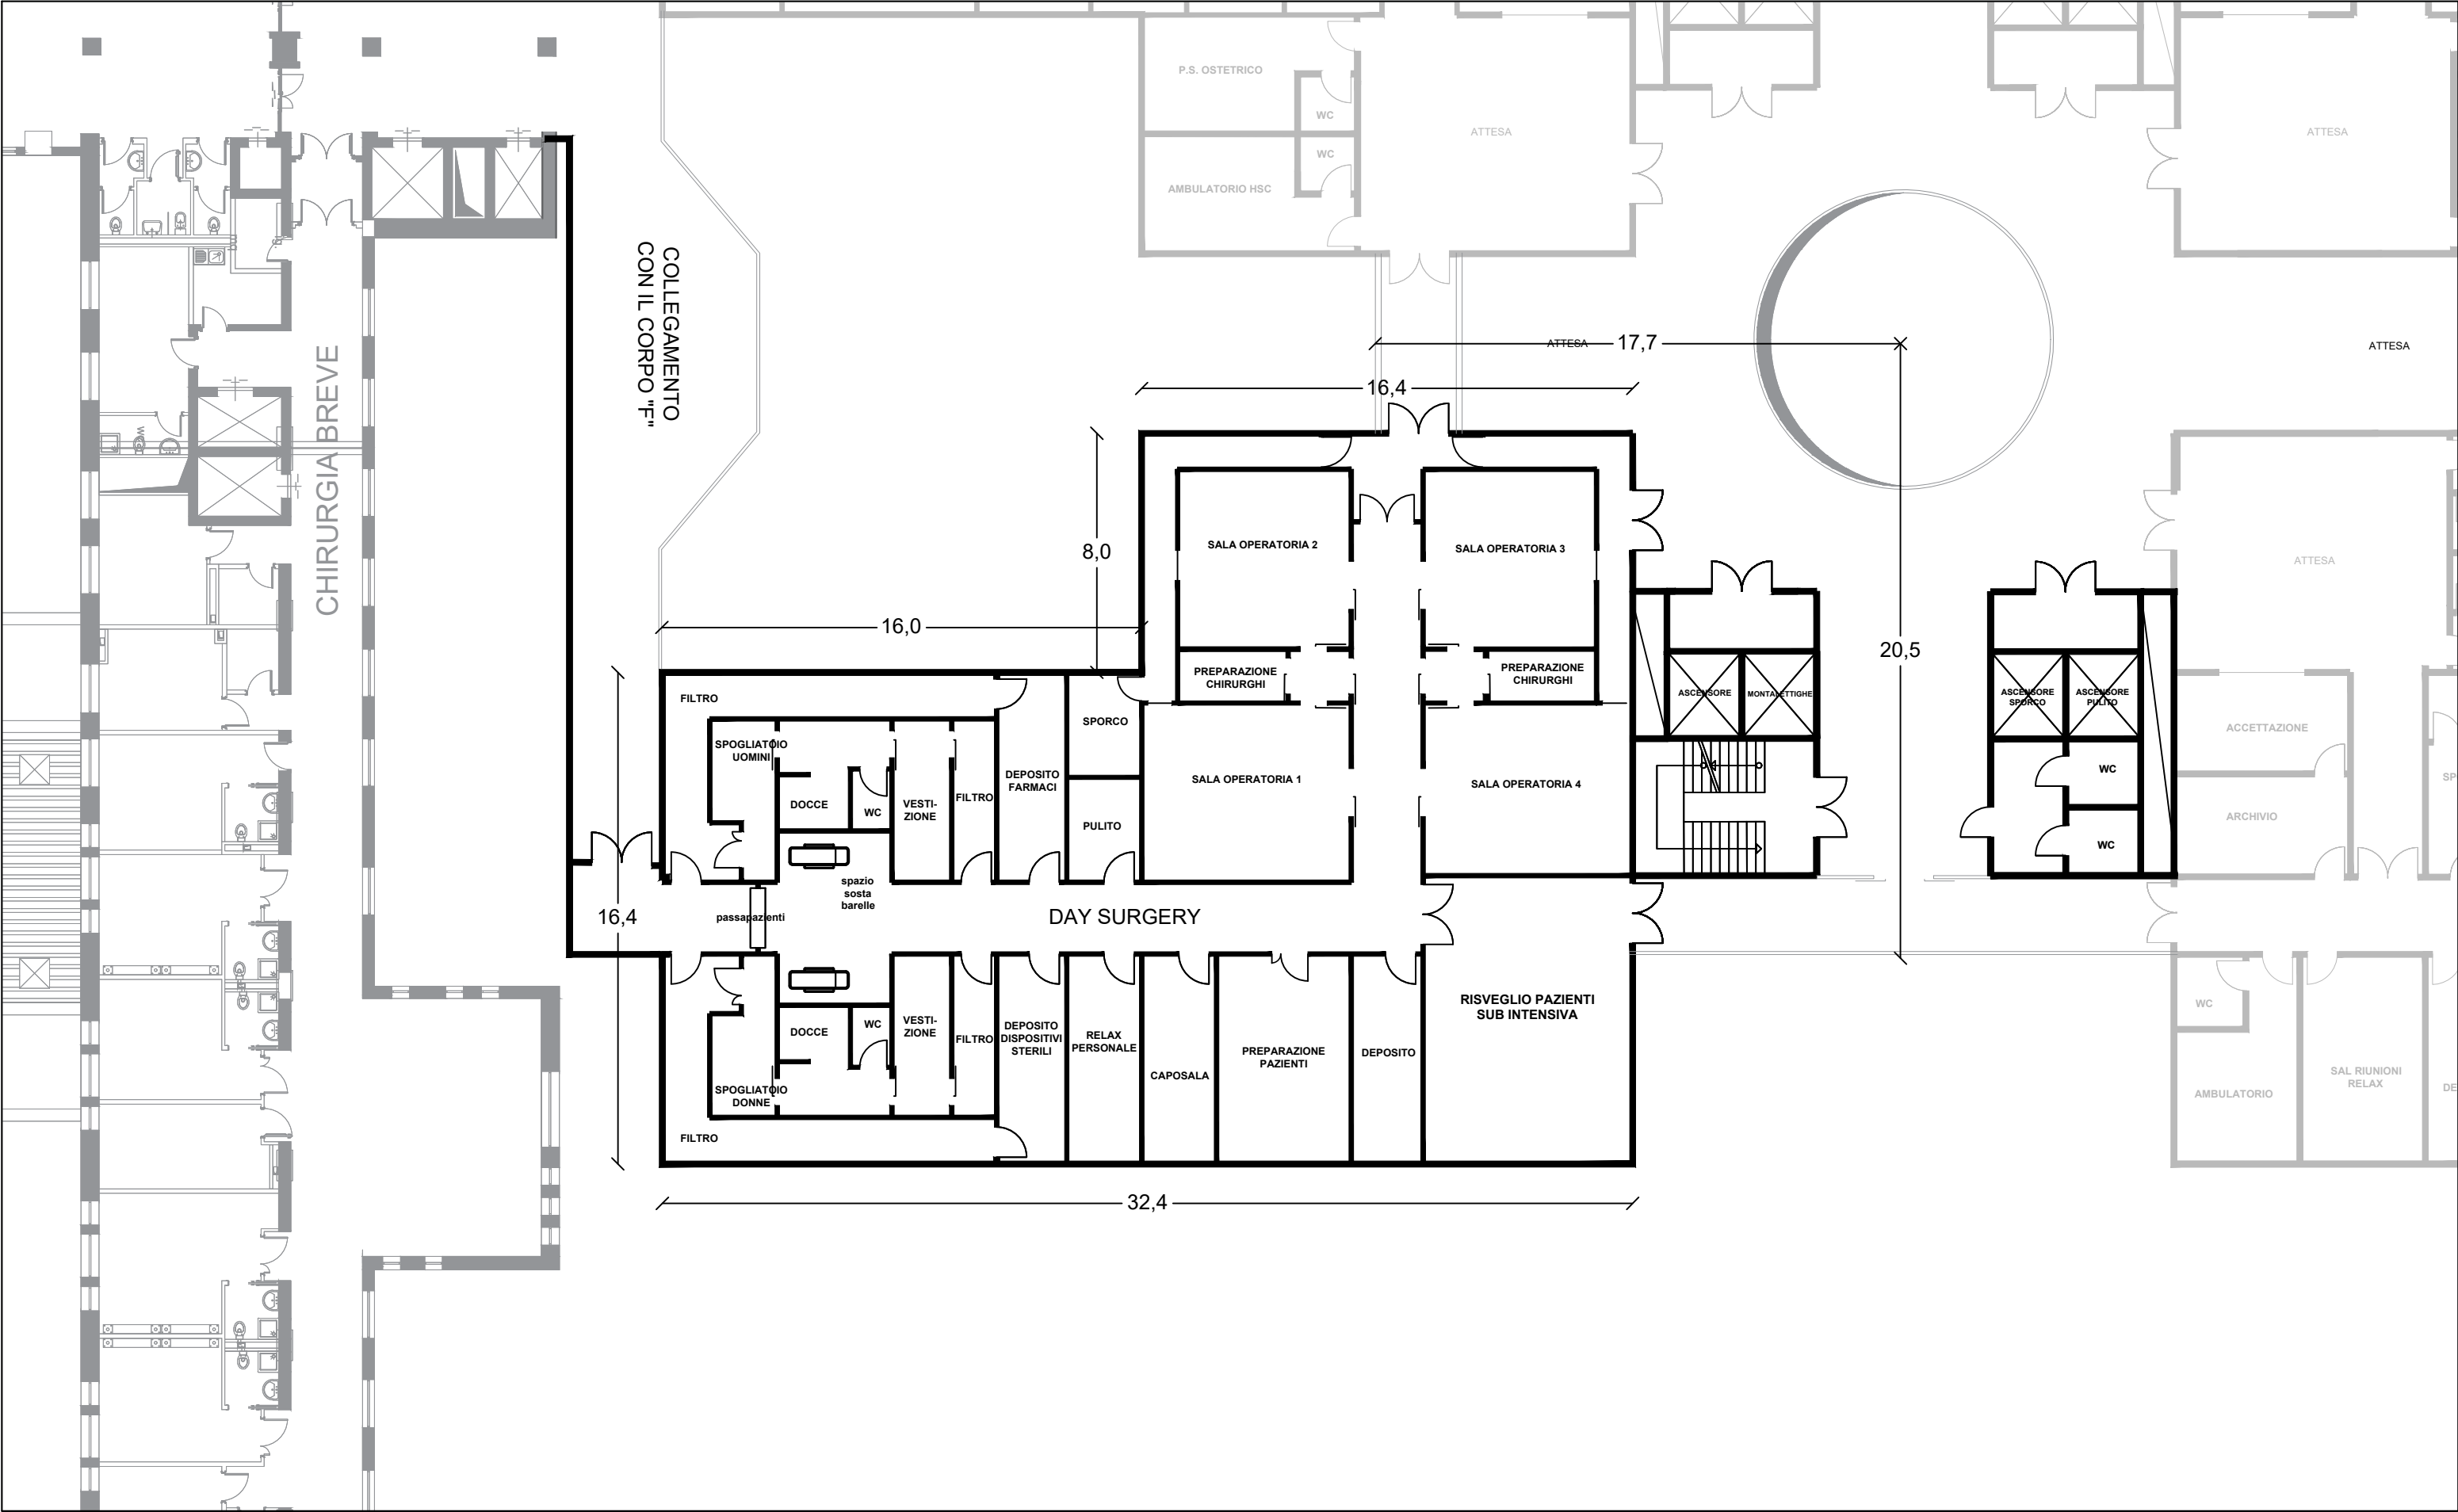 P.S. OSTETRICO
WC
ATTESA
ATTESA
WC
AMBULATORIO HSC
COLLEGAMENTO
CON IL CORPO "F"
CHIRURGIA BREVE
WC
ATTESA
17,7
ATTESA
16,4
8,0
SALA OPERATORIA 2
SALA OPERATORIA 3
ATTESA
16,0
20,5
PREPARAZIONE
CHIRURGHI
PREPARAZIONE
CHIRURGHI
FILTRO
ASCENSORE
MONTALETTIGHE
ASCENSORE
SPORCO
ASCENSORE
PULITO
SPORCO
ACCETTAZIONE
SPOGLIATOIO
UOMINI
DEPOSITO
FARMACI
SALA OPERATORIA 1
SALA OPERATORIA 4
WC
SP
DOCCE
WC
VESTI-
ZIONE
FILTRO
PULITO
ARCHIVIO
WC
spazio
sosta
barelle
16,4
passapazienti
DAY SURGERY
RISVEGLIO PAZIENTI
SUB INTENSIVA
WC
DOCCE
WC
VESTI-
ZIONE
FILTRO
DEPOSITO
DISPOSITIVI
STERILI
RELAX
PERSONALE
CAPOSALA
PREPARAZIONE
PAZIENTI
DEPOSITO
SAL RIUNIONI
RELAX
DE
AMBULATORIO
SPOGLIATOIO
DONNE
FILTRO
32,4